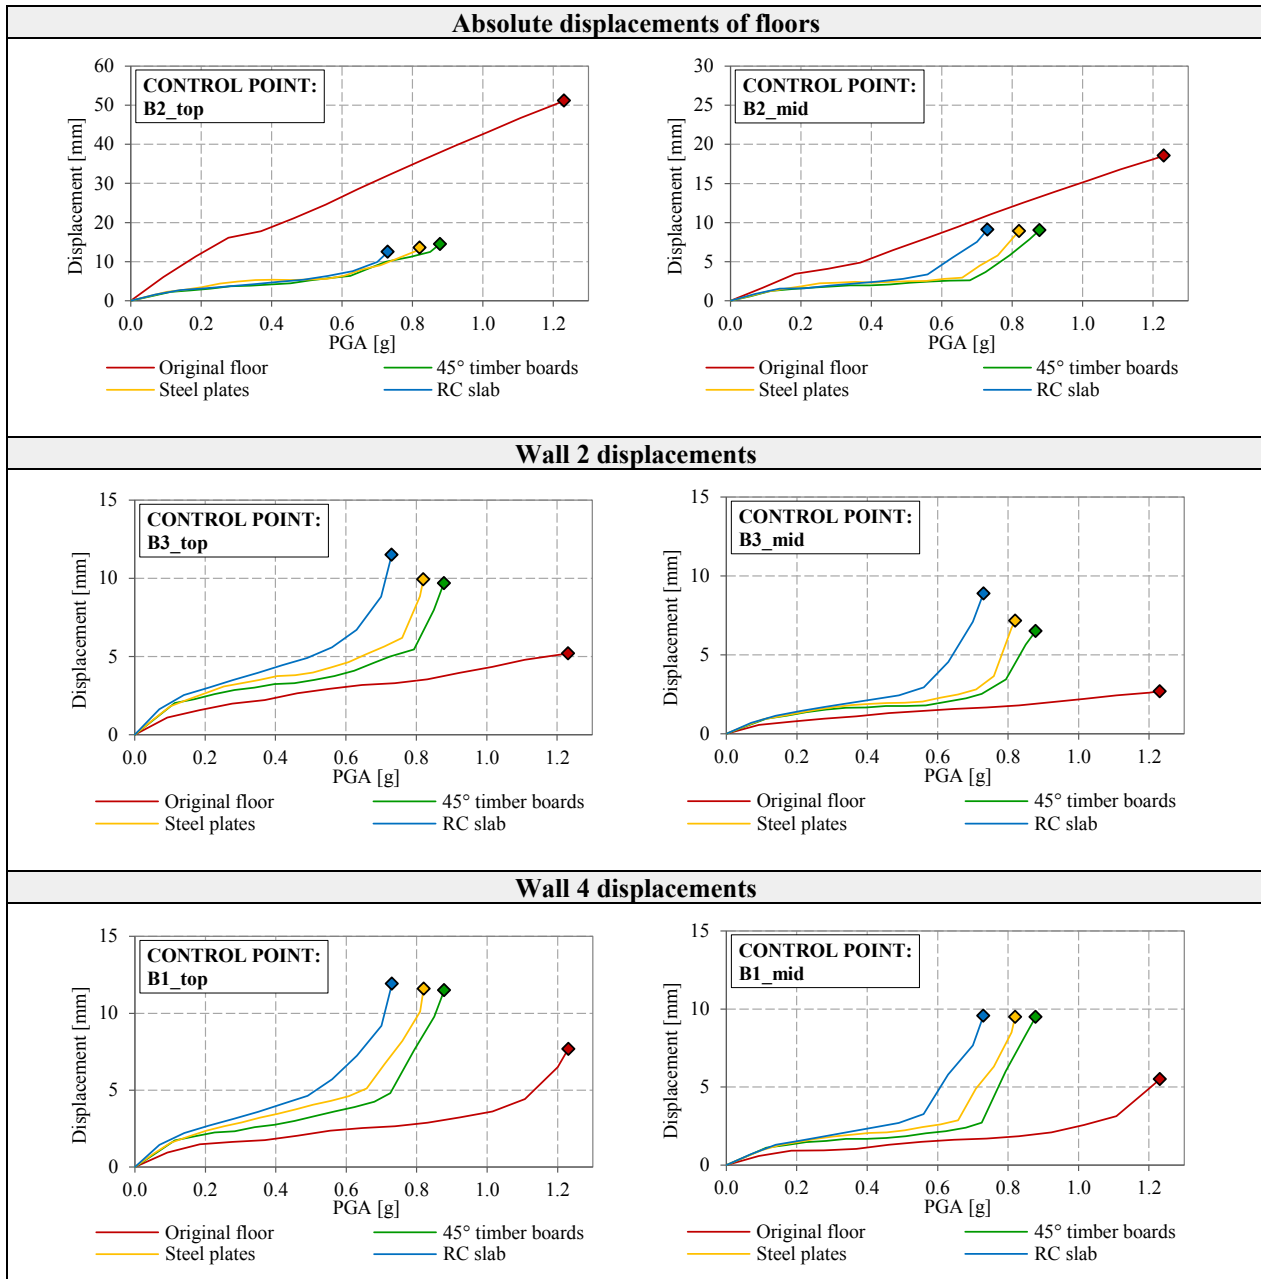 Absolute displacements of floors
CONTROL POINT:
B2_top
Displacement [mm]
60
50
40
30
20
10
0
0.0 0.2 0.4 0.6 0.8 1.0 1.2
PGA [g]
Original floor 45° timber boards
Steel plates RC slab
CONTROL POINT:
B2_mid
Displacement [mm]
30
25
20
15
10
5
0
0.0 0.2 0.4 0.6 0.8 1.0 1.2
PGA [g]
Original floor 45° timber boards
Steel plates RC slab
Wall 2 displacements
CONTROL POINT:
B3_top
Displacement [mm]
15
10
5
0
0.0 0.2 0.4 0.6 0.8 1.0 1.2
PGA [g]
Original floor 45° timber boards
Steel plates RC slab
CONTROL POINT:
B3_mid
Displacement [mm]
15
10
5
0
0.0 0.2 0.4 0.6 0.8 1.0 1.2
PGA [g]
Original floor 45° timber boards
Steel plates RC slab
Wall 4 displacements
CONTROL POINT:
B1_top
Displacement [mm]
15
10
5
0
0.0 0.2 0.4 0.6 0.8 1.0 1.2
PGA [g]
Original floor 45° timber boards
Steel plates RC slab
CONTROL POINT:
B1_mid
Displacement [mm]
15
10
5
0
0.0 0.2 0.4 0.6 0.8 1.0 1.2
PGA [g]
Original floor 45° timber boards
Steel plates RC slab